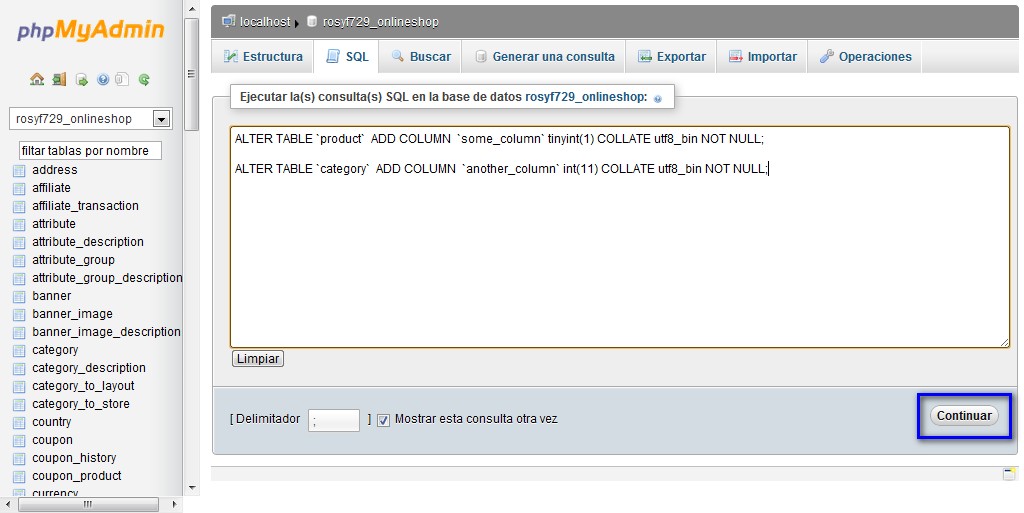 phpMyAdmin
rosyf729_onlineshop
filtar tablas por nombre
address
affiliate
affiliate_transaction
attribute
attribute_description
attribute_group
attribute_group_description
banner
banner_image
banner_image_description
category
category_description
category_to_layout
category_to_store
country
coupon
coupon_history
coupon_product
currency
localhost rosyf729_onlineshop
Estructura SQL Buscar Generar una consulta Exportar Importar Operaciones
Ejecutar la(s) consulta(s) SQL en la base de datos rosyf729_onlineshop:
ALTER TABLE `product`  ADD COLUMN  `some_column` tinyint(1) COLLATE utf8_bin NOT NULL;
ALTER TABLE `category`  ADD COLUMN  `another_column` int(11) COLLATE utf8_bin NOT NULL;
Limpiar
[ Delimitador ; ] Mostrar esta consulta otra vez
Continuar